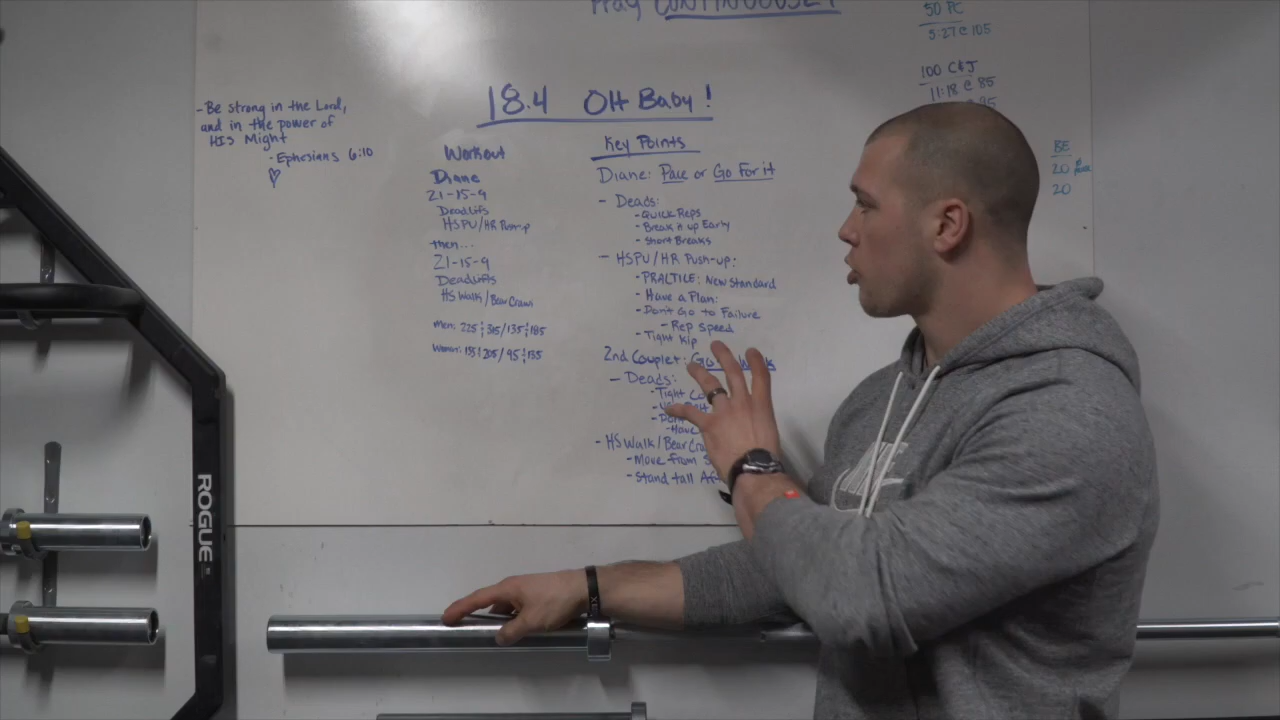 Pray CONTINUOUSLY
50 PC
5:27 @ 105
100 C&J
11:18 @ 85
- Be strong in the Lord,
and in the power of
HIS Might
- Ephesians 6:10
18.4 OH Baby!
Workout
Diane
21-15-9
Deadlifts
HSPU/HR Push-up
then...
21-15-9
Deadlifts
HS Walk/Bear Crawl
Men: 225 ; 315/135 ; 185
Women: 155 ; 205/95 ; 135
Key Points
Diane: Pace or Go For it
- Deads:
- Quick Reps
- Break it up Early
- Short Breaks
- HSPU/HR Push-up:
- PRACTICE: New Standard
- Have a Plan:
- Don't Go to Failure
- Rep Speed
- Tight Kip
2nd Couplet: Go
- Deads:
- Tight
- Have
- HS Walk/Bear Cra
- Move from
- Stand tall
BE
20
20
ROGUE